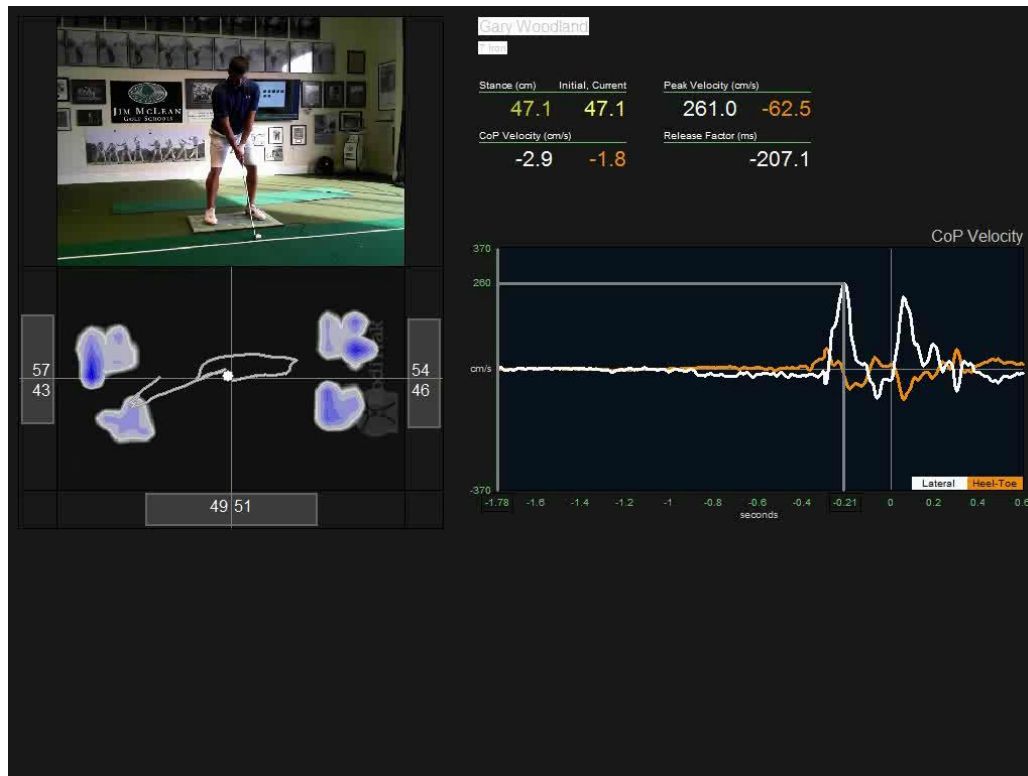 Gary Woodland
7 Iron
JIM MCLEAN
GOLF SCHOOLS
Stance (cm) Initial, Current
47.1 47.1
Peak Velocity (cm/s)
261.0 -62.5
CoP Velocity (cm/s)
-2.9 -1.8
Release Factor (ms)
-207.1
CoP Velocity
370
260
cm/s
-370
Lateral Heel-Toe
-1.78 -1.6 -1.4 -1.2 -1 -0.8 -0.6 -0.4 -0.21 0 0.2 0.4 0.6
seconds
57
43
54
46
49 51